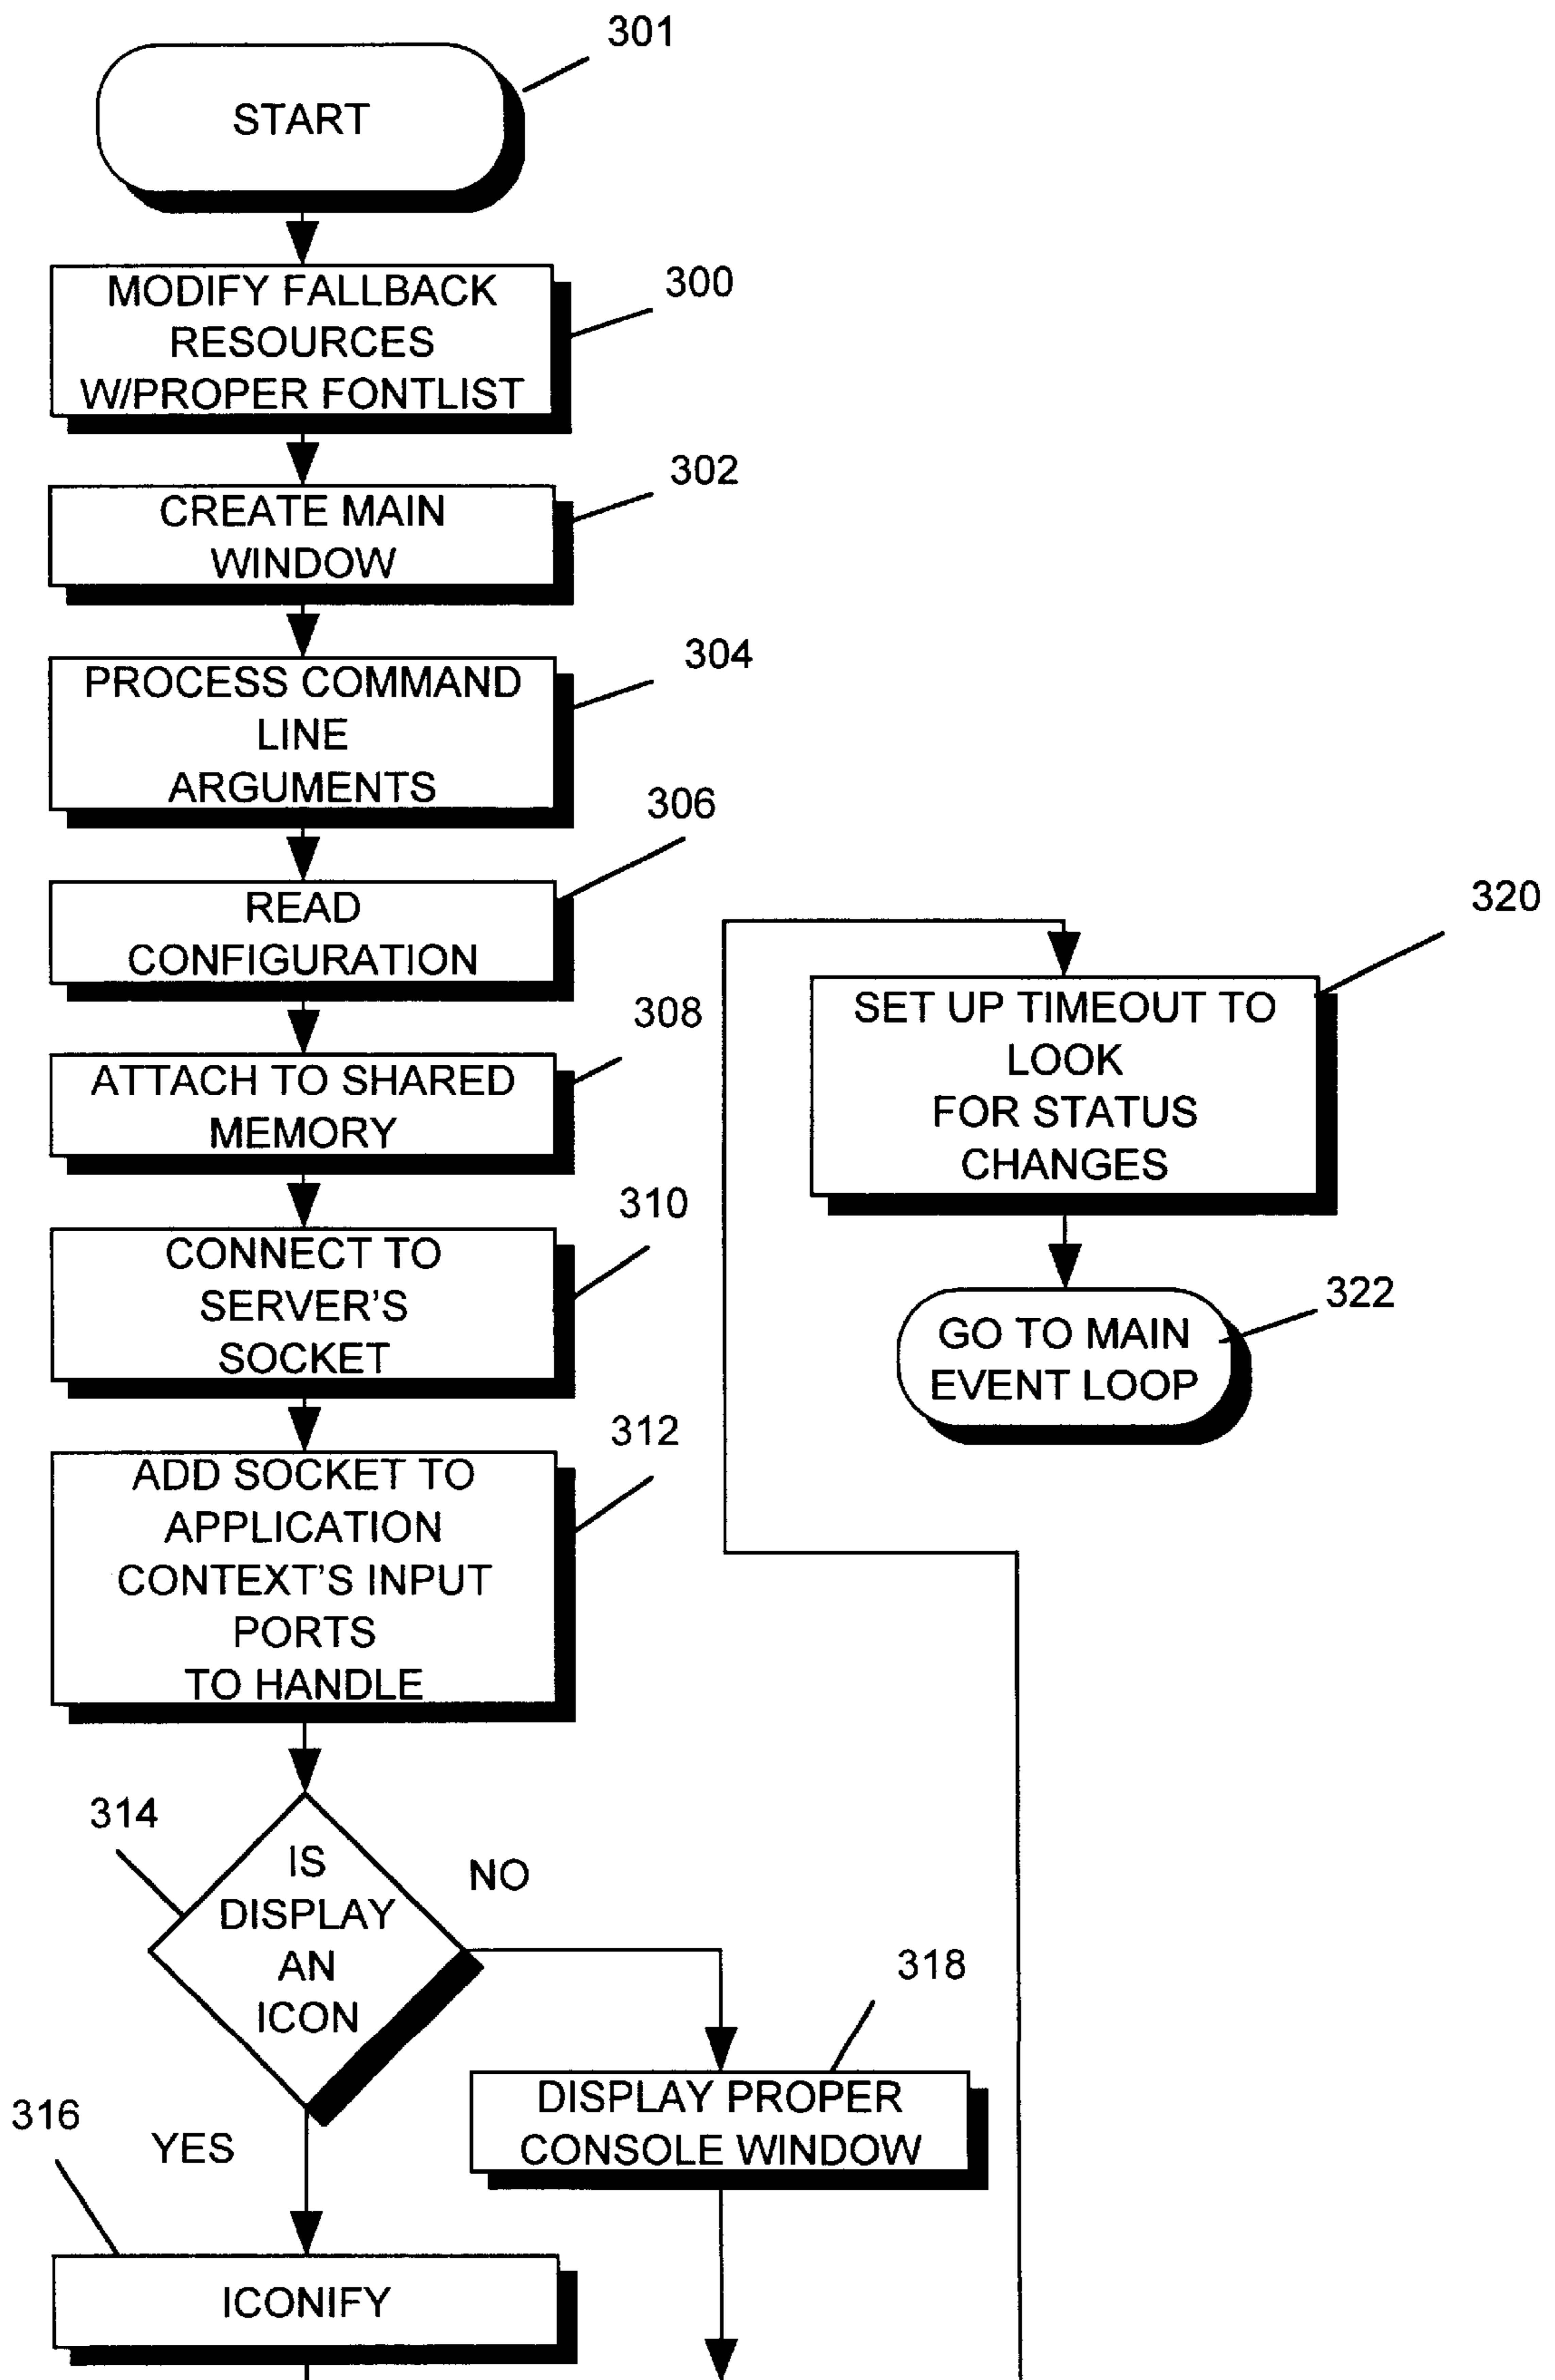 301
START
300
MODIFY FALLBACK
RESOURCES
W/PROPER FONTLIST
302
CREATE MAIN
WINDOW
304
PROCESS COMMAND
LINE
ARGUMENTS
306
READ
CONFIGURATION
308
ATTACH TO SHARED
MEMORY
310
CONNECT TO
SERVER'S
SOCKET
312
ADD SOCKET TO
APPLICATION
CONTEXT'S INPUT
PORTS
TO HANDLE
314
IS
DISPLAY
AN
ICON
NO
YES
316
ICONIFY
318
DISPLAY PROPER
CONSOLE WINDOW
320
SET UP TIMEOUT TO
LOOK
FOR STATUS
CHANGES
322
GO TO MAIN
EVENT LOOP